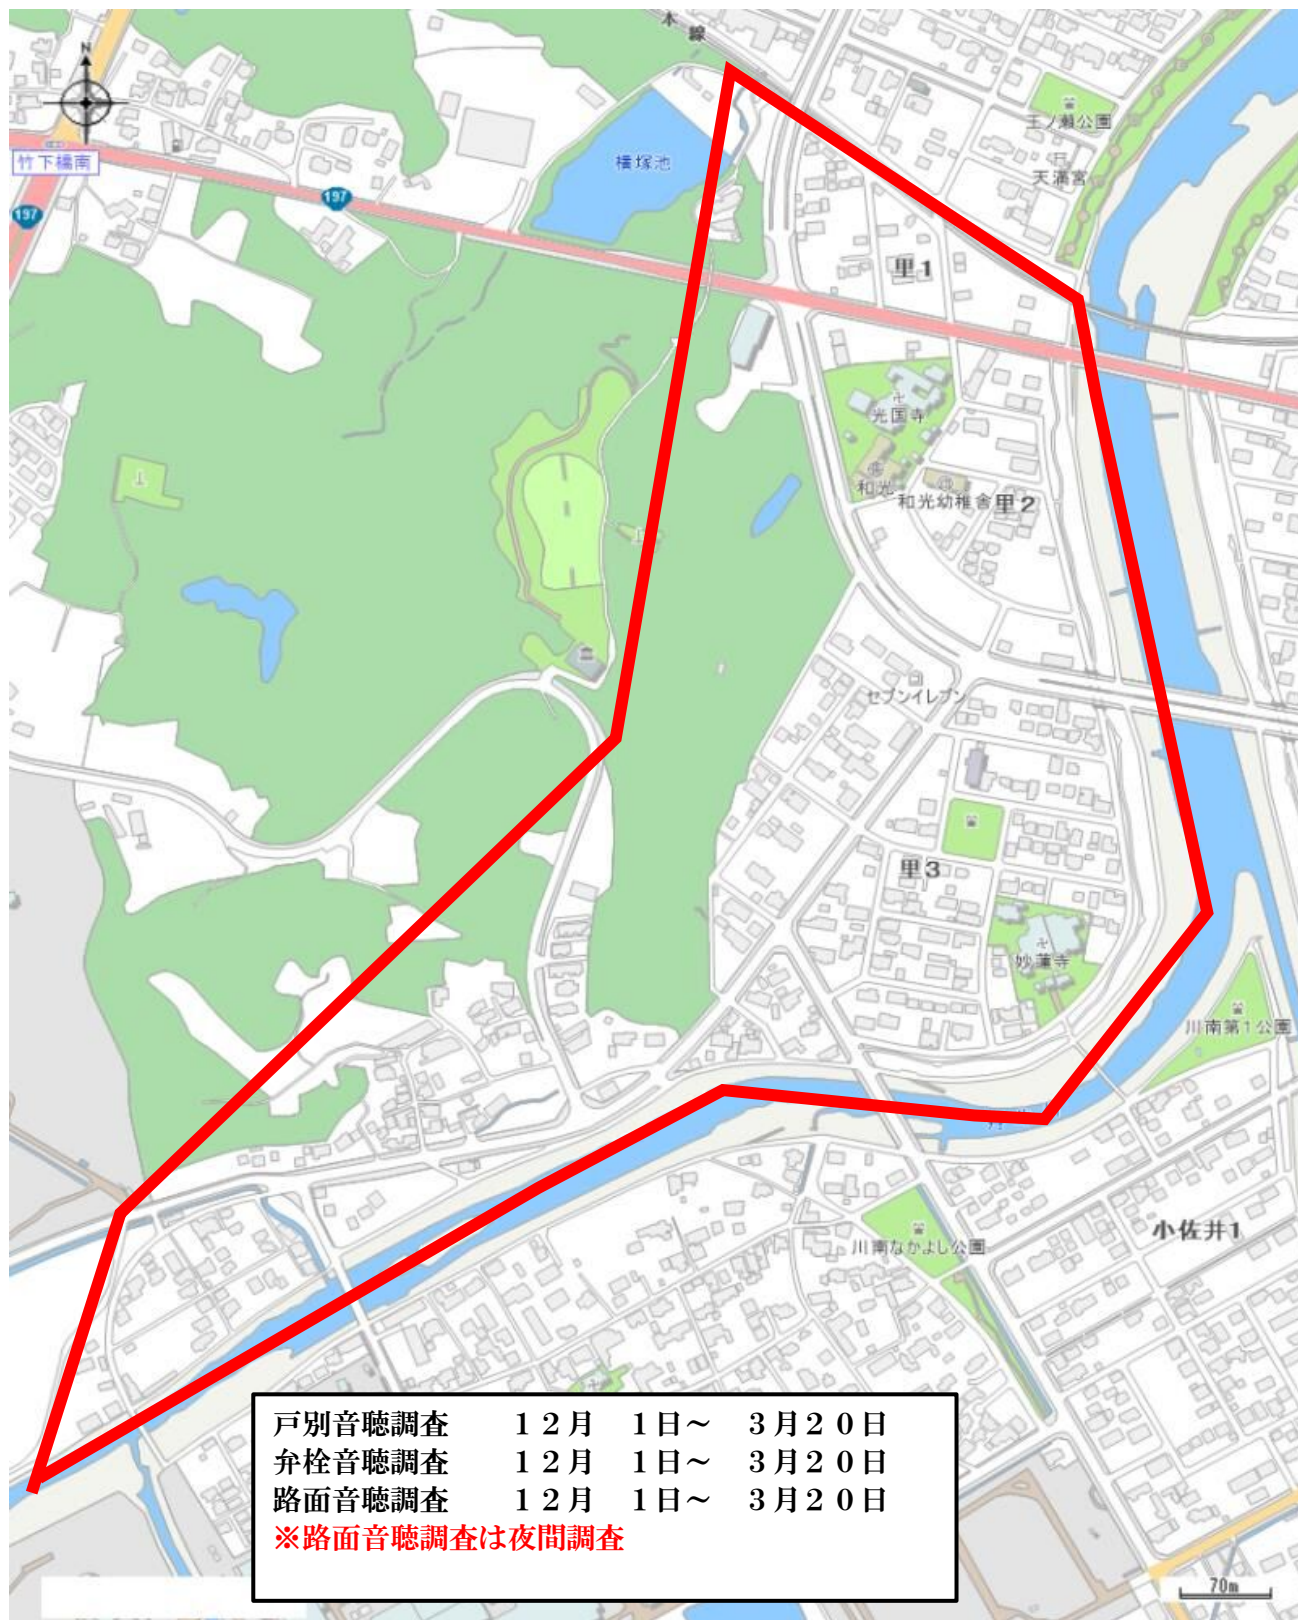 本線
N
王ノ瀬公園
竹下橋南
横塚池
天満宮
197
197
里1
光国寺
和光
和光幼稚舎
里2
セブンイレブン
里3
妙蓮寺
川南第1公園
小佐井1
川南なかよし公園
戸別音聴調査　　１２月　１日～　３月２０日
弁栓音聴調査　　１２月　１日～　３月２０日
路面音聴調査　　１２月　１日～　３月２０日
※路面音聴調査は夜間調査
70m